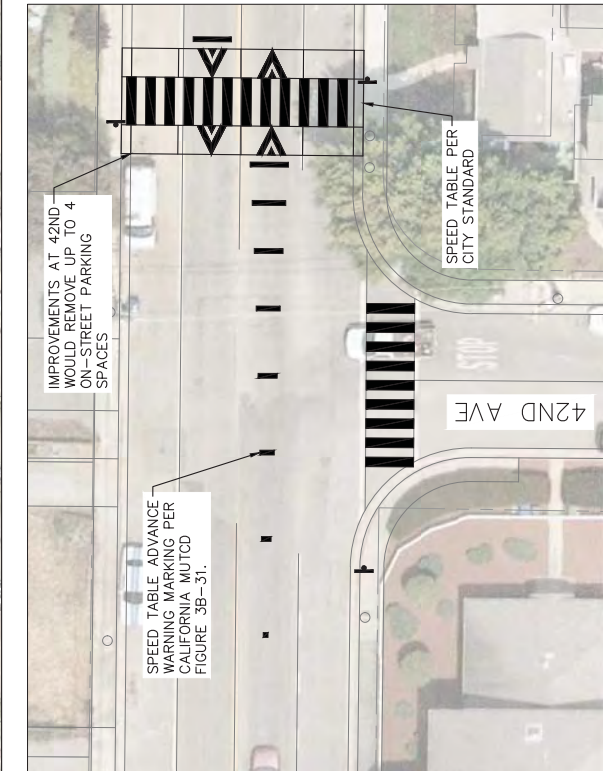 IMPROVEMENTS AT 42ND
WOULD REMOVE UP TO 4
ON-STREET PARKING
SPACES
SPEED TABLE PER
CITY STANDARD
SPEED TABLE ADVANCE
WARNING MARKING PER
CALIFORNIA MUTCD
FIGURE 3B-31.
STOP
42ND AVE